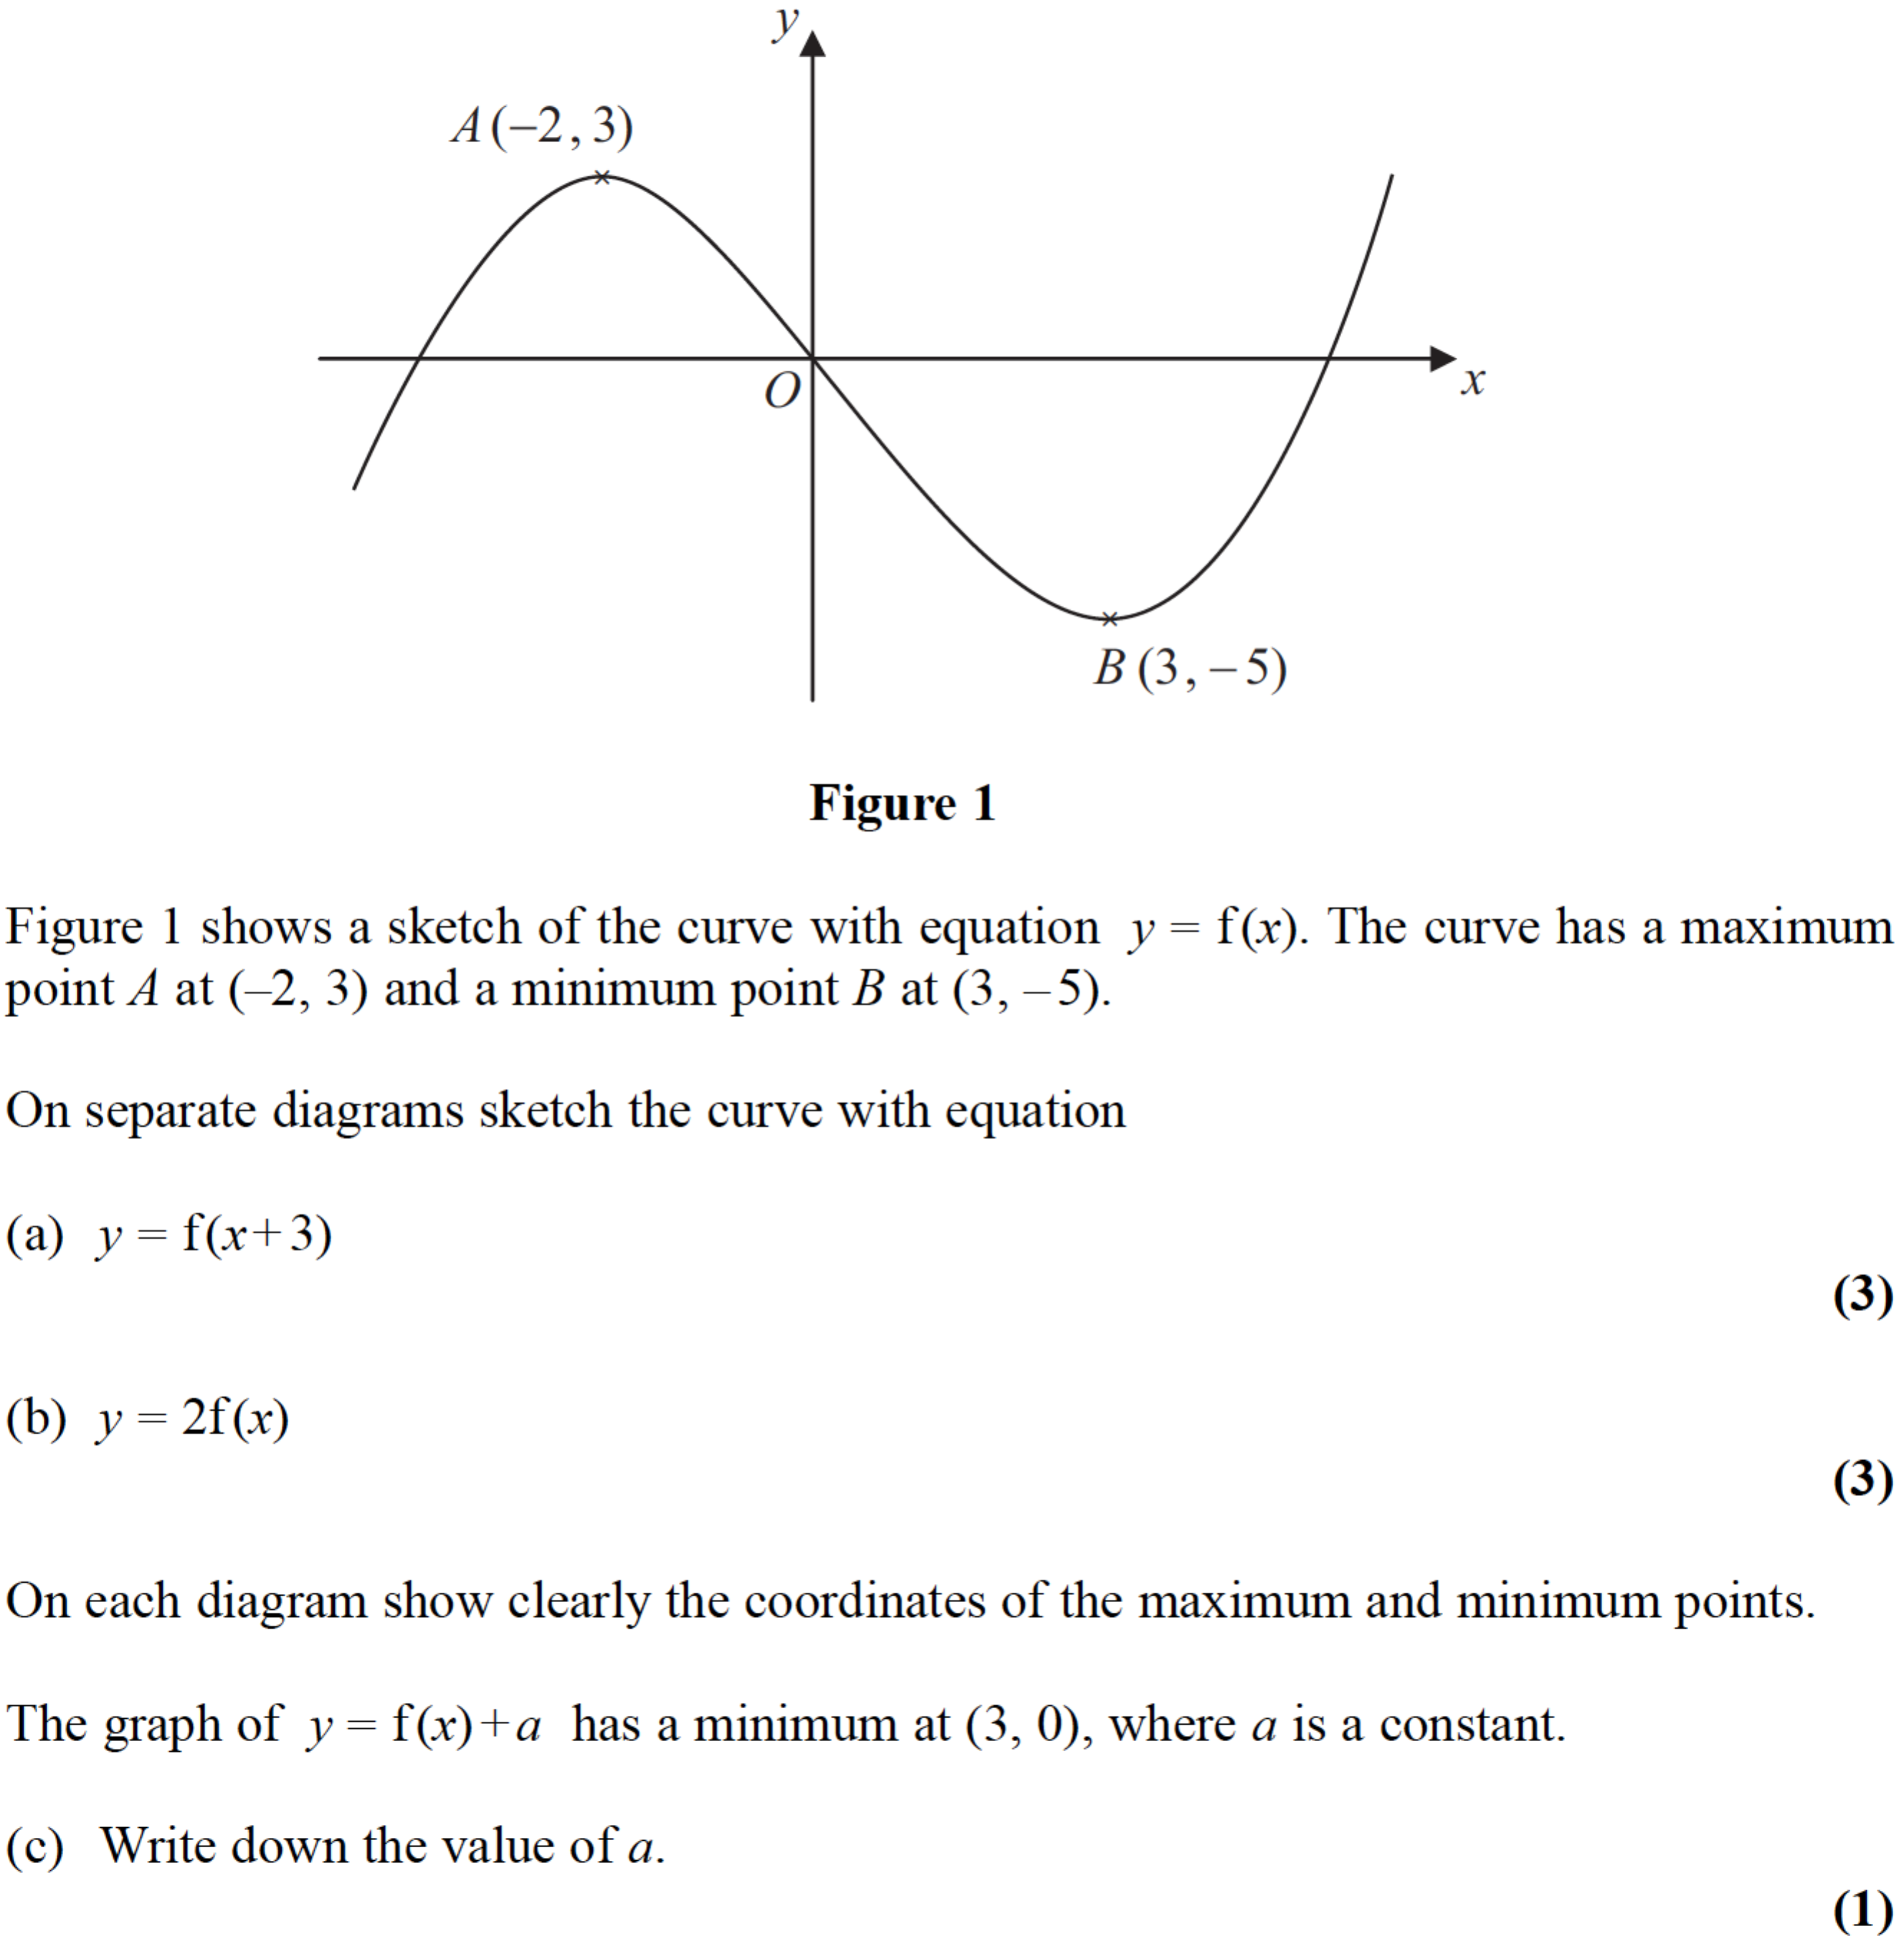 y
A(–2, 3)
O
x
B(3, –5)
Figure 1
Figure 1 shows a sketch of the curve with equation y = f(x). The curve has a maximum
point A at (–2, 3) and a minimum point B at (3, –5).
On separate diagrams sketch the curve with equation
(a) y = f(x+3)
(3)
(b) y = 2f(x)
(3)
On each diagram show clearly the coordinates of the maximum and minimum points.
The graph of y = f(x)+a has a minimum at (3, 0), where a is a constant.
(c) Write down the value of a.
(1)